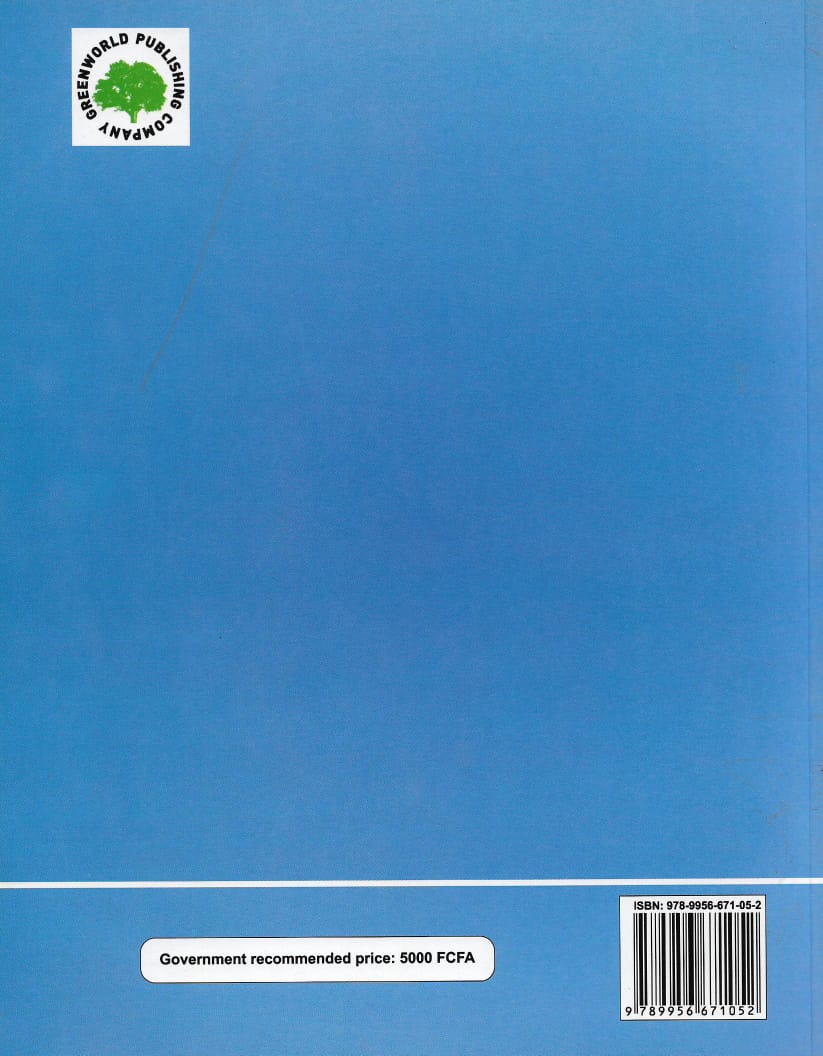 GREENWORLD PUBLISHING COMPANY
ISBN: 978-9956-671-05-2
Government recommended price: 5000 FCFA
9 789956 671052